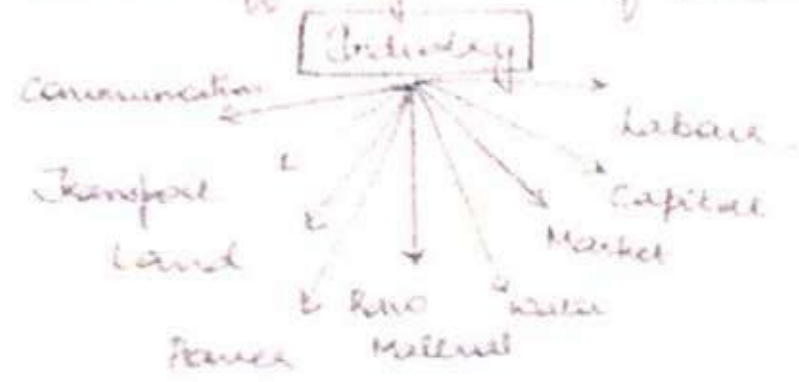 Industry
Communication
Labour
Transport
Capital
Land
Market
Raw
Water
Power
Material